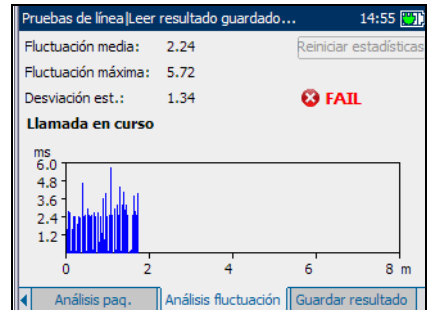 Pruebas de línea|Leer resultado guardado... 14:55
Fluctuación media: 2.24 Reiniciar estadísticas
Fluctuación máxima: 5.72
Desviación est.: 1.34 FAIL
Llamada en curso
ms
6.0
4.8
3.6
2.4
1.2
0 2 4 6 8 m
Análisis paq. Análisis fluctuación Guardar resultado